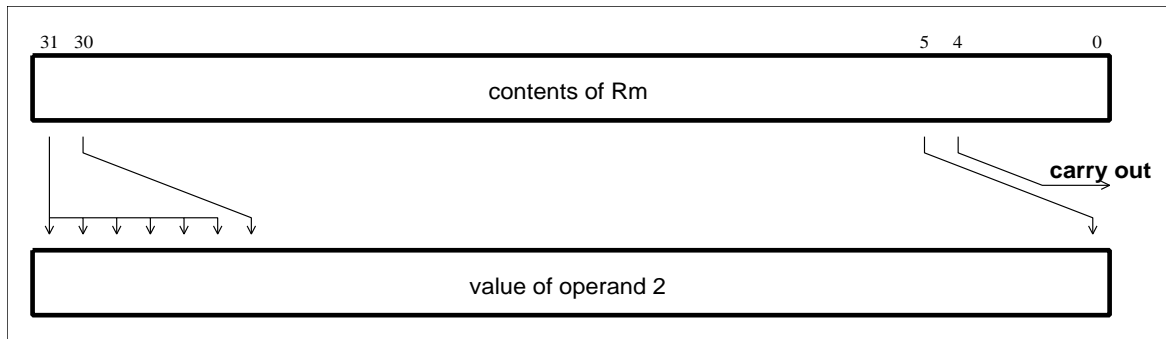 31 30 5 4 0
contents of Rm
carry out
value of operand 2